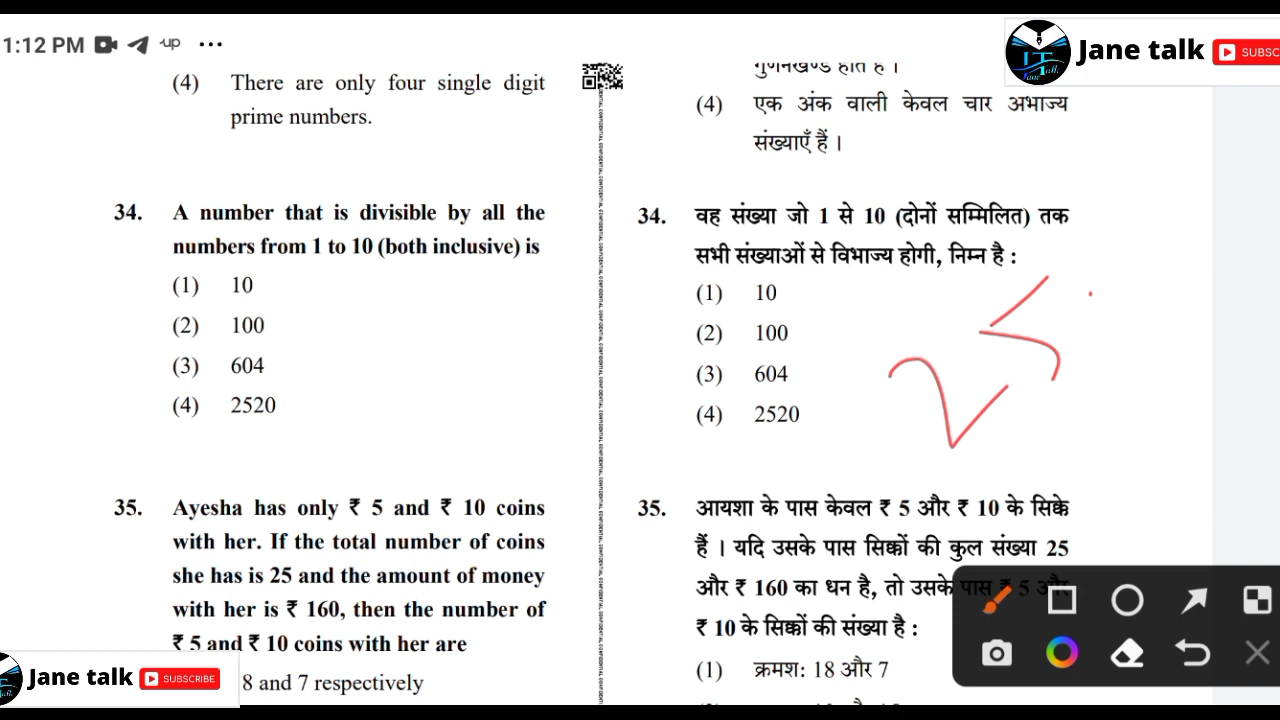 1:12 PM up ...
Jane talk SUBSC
(4) There are only four single digit
prime numbers.
34. A number that is divisible by all the
numbers from 1 to 10 (both inclusive) is
(1) 10
(2) 100
(3) 604
(4) 2520
35. Ayesha has only ₹ 5 and ₹ 10 coins
with her. If the total number of coins
she has is 25 and the amount of money
with her is ₹ 160, then the number of
₹ 5 and ₹ 10 coins with her are
8 and 7 respectively
Jane talk SUBSCRIBE
गुणनखण्ड होते हैं ।
(4) एक अंक वाली केवल चार अभाज्य
संख्याएँ हैं ।
34. वह संख्या जो 1 से 10 (दोनों सम्मिलित) तक
सभी संख्याओं से विभाज्य होगी, निम्न है :
(1) 10
(2) 100
(3) 604
(4) 2520
35. आयशा के पास केवल ₹ 5 और ₹ 10 के सिक्के
हैं । यदि उसके पास सिक्कों की कुल संख्या 25
और ₹ 160 का धन है, तो उसके पास ₹ 5 और
₹ 10 के सिक्कों की संख्या है :
(1) क्रमश: 18 और 7